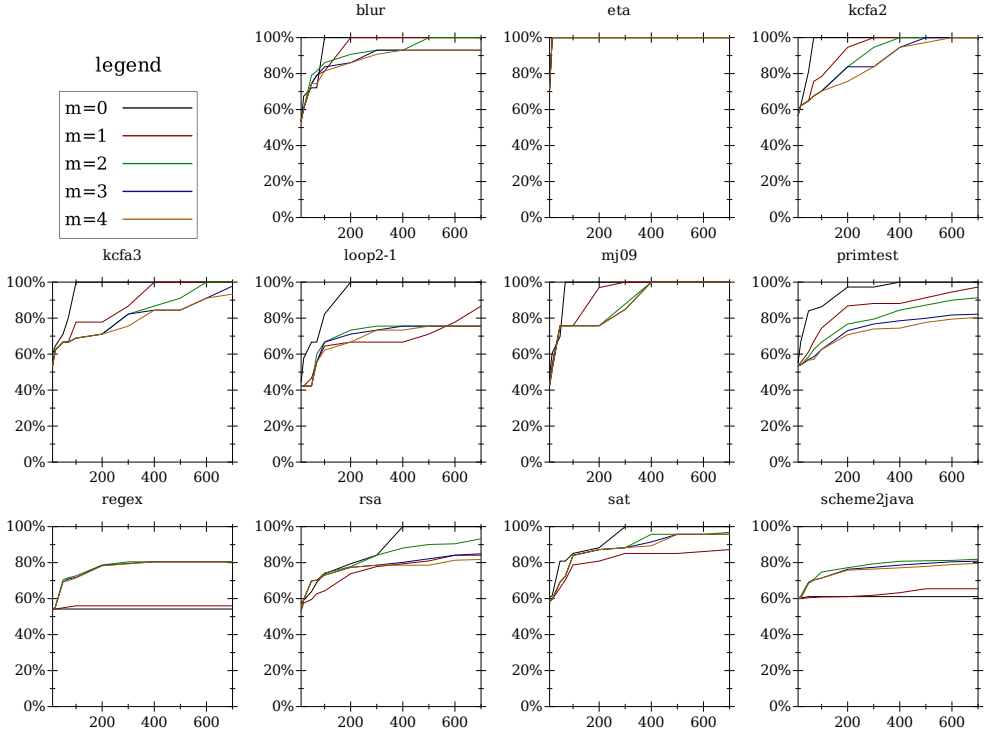 blur
eta
kcfa2
legend
m=0
m=1
m=2
m=3
m=4
100%
80%
60%
40%
20%
0%
200 400 600
100%
80%
60%
40%
20%
0%
200 400 600
100%
80%
60%
40%
20%
0%
200 400 600
kcfa3
loop2-1
mj09
primtest
100%
80%
60%
40%
20%
0%
200 400 600
100%
80%
60%
40%
20%
0%
200 400 600
100%
80%
60%
40%
20%
0%
200 400 600
100%
80%
60%
40%
20%
0%
200 400 600
regex
rsa
sat
scheme2java
100%
80%
60%
40%
20%
0%
200 400 600
100%
80%
60%
40%
20%
0%
200 400 600
100%
80%
60%
40%
20%
0%
200 400 600
100%
80%
60%
40%
20%
0%
200 400 600